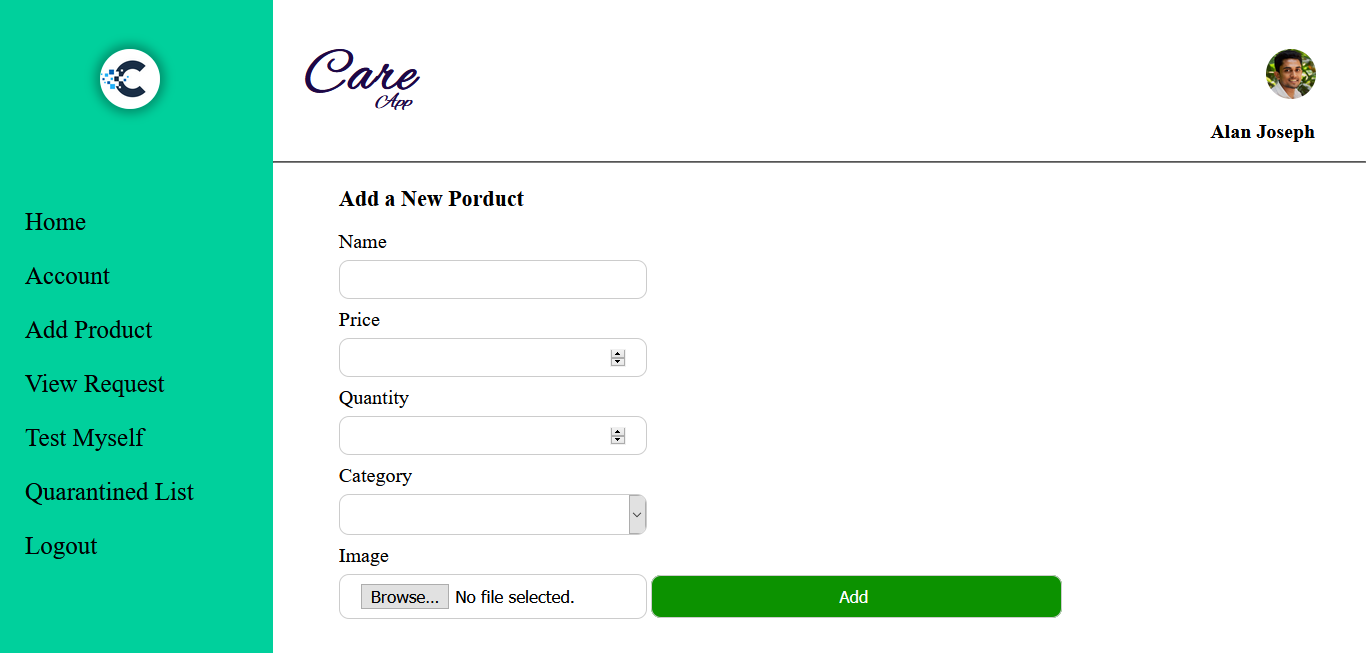 Care
App
Alan Joseph
Home
Account
Add Product
View Request
Test Myself
Quarantined List
Logout
Add a New Porduct
Name
Price
Quantity
Category
Image
Browse... No file selected.
Add